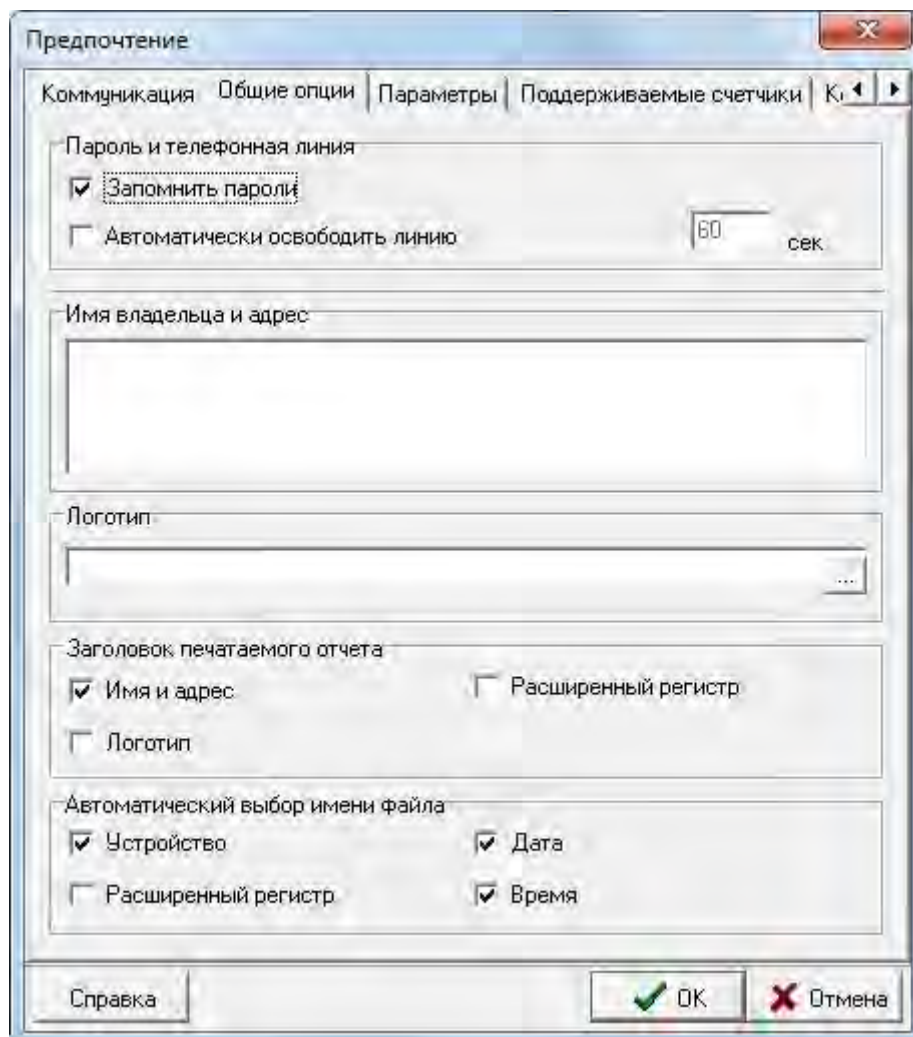 Предпочтение
Коммуникация Общие опции Параметры Поддерживаемые счетчики
Пароль и телефонная линия
Запомнить пароли
Автоматически освободить линию 60 сек
Имя владельца и адрес
Логотип
...
Заголовок печатаемого отчета
Имя и адрес Расширенный регистр
Логотип
Автоматический выбор имени файла
Устройство Дата
Расширенный регистр Время
Справка OK Отмена